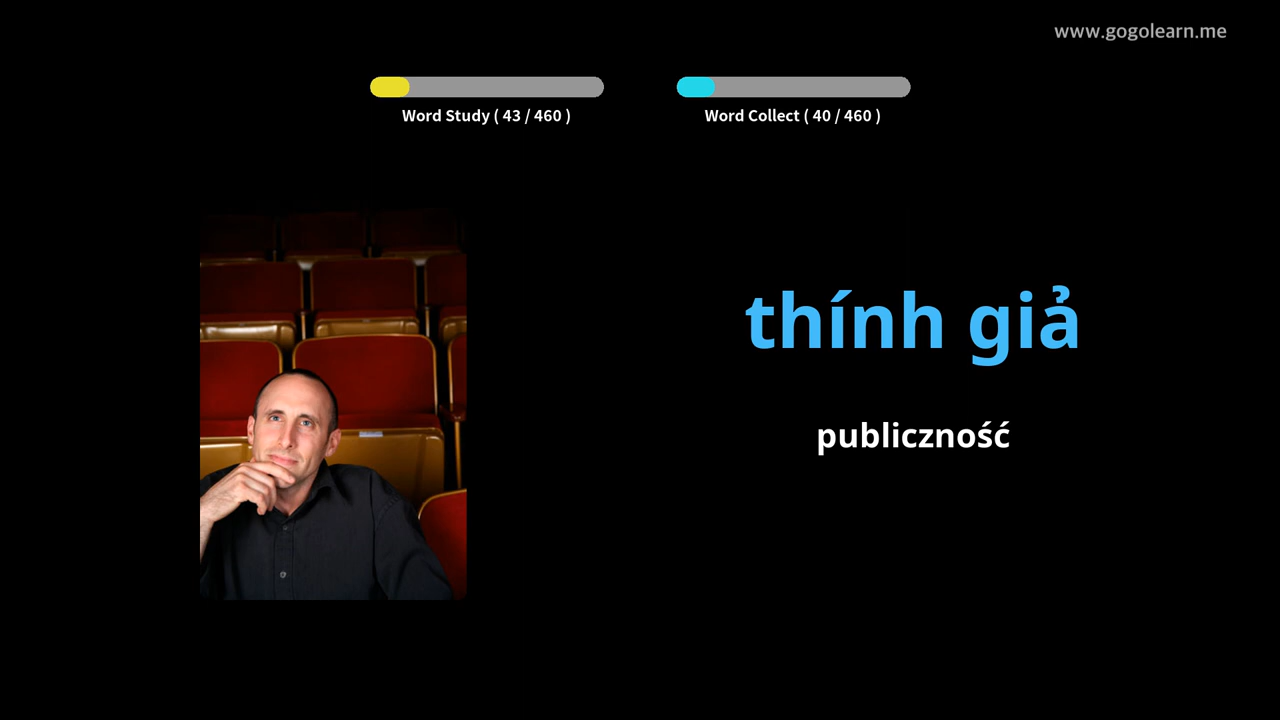 www.gogolearn.me
Word Study ( 43 / 460 )
Word Collect ( 40 / 460 )
thính giả
publiczność